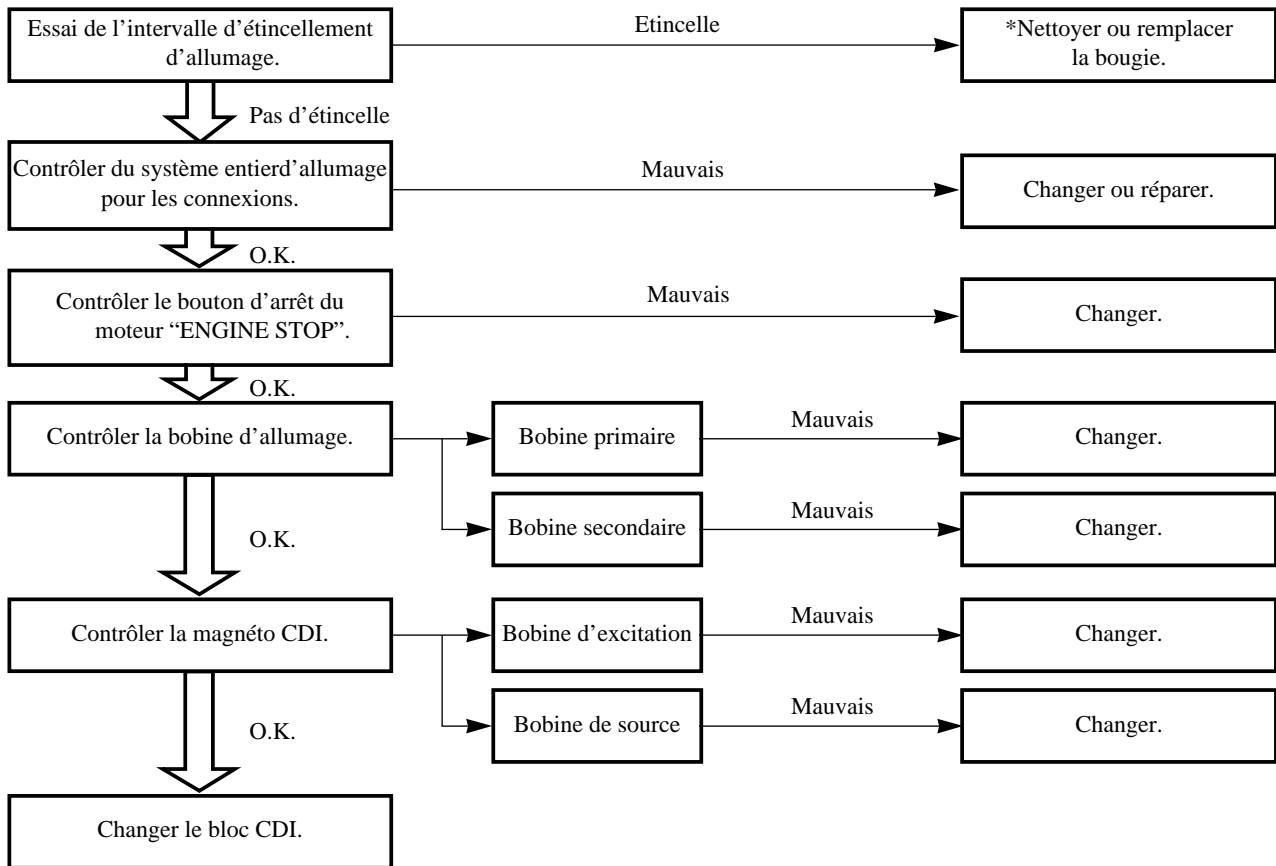 Essai de l’intervalle d’étincellement
d’allumage.
Etincelle
*Nettoyer ou remplacer
la bougie.
Pas d’étincelle
Contrôler du système entierd’allumage
pour les connexions.
Mauvais
Changer ou réparer.
O.K.
Contrôler le bouton d’arrêt du
moteur “ENGINE STOP”.
Mauvais
Changer.
O.K.
Contrôler la bobine d’allumage.
Bobine primaire
Mauvais
Changer.
Bobine secondaire
Mauvais
Changer.
O.K.
Contrôler la magnéto CDI.
Bobine d’excitation
Mauvais
Changer.
Bobine de source
Mauvais
Changer.
O.K.
Changer le bloc CDI.